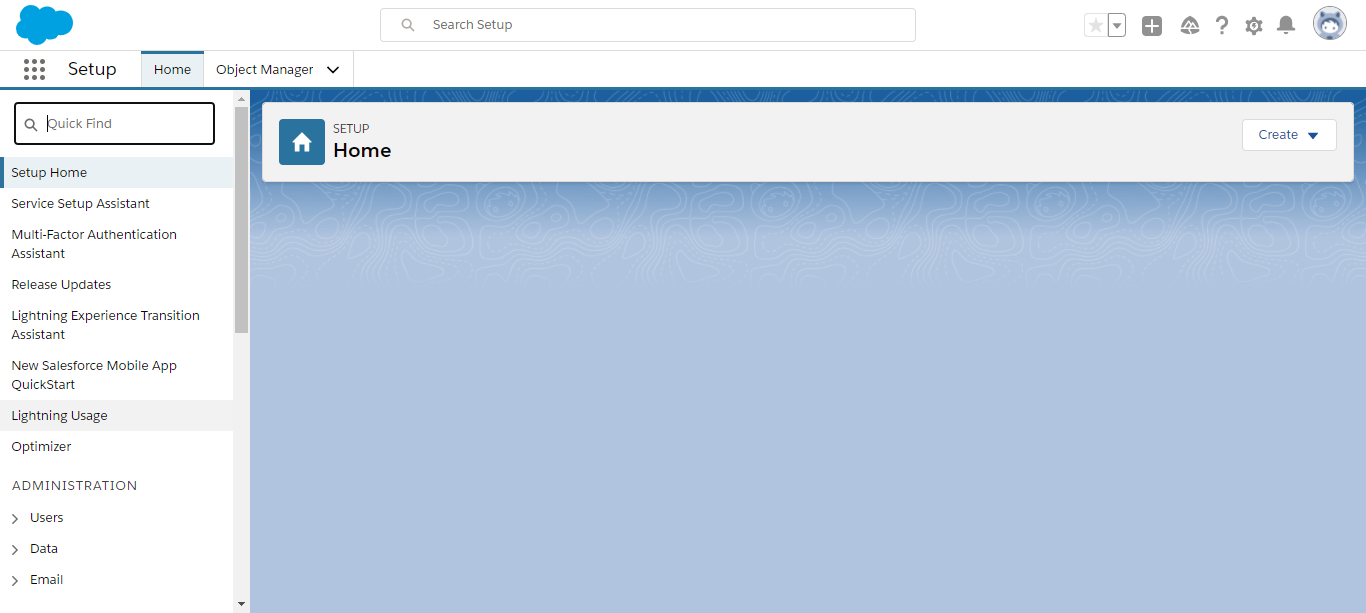 Search Setup
Setup
Home
Object Manager
Quick Find
Setup Home
Service Setup Assistant
Multi-Factor Authentication
Assistant
Release Updates
Lightning Experience Transition
Assistant
New Salesforce Mobile App
QuickStart
Lightning Usage
Optimizer
ADMINISTRATION
Users
Data
Email
SETUP
Home
Create